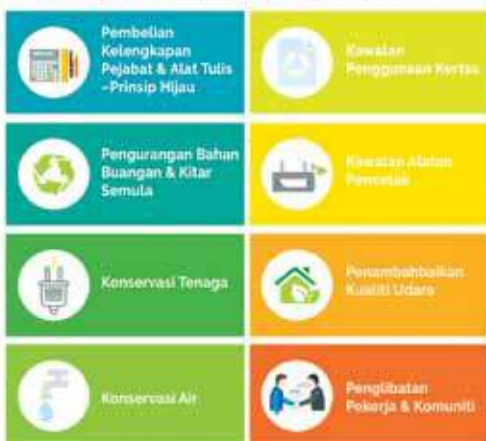 Pembelian
Kelengkapan
Pejabat & Alat Tulis
-Prinsip Hijau
Kawalan
Penggunaan Kertas
Pengurangan Bahan
Buangan & Kitar
Semula
Kawalan Alatan
Pencetak
Konservasi Tenaga
Penambahbaikan
Kualiti Udara
Konservasi Air
Penglibatan
Pekerja & Komuniti